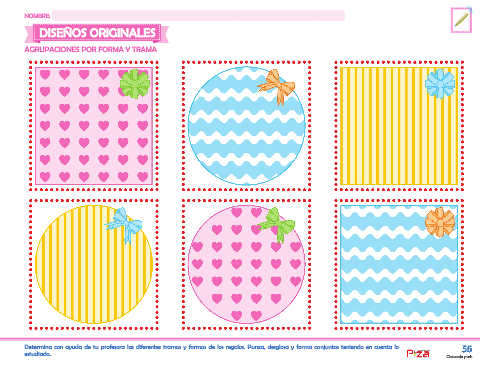 NOMBRE
DISEÑOS ORIGINALES
AGRUPACIONES POR FORMA Y TRAMA
Determina con ayuda de tu profesora las diferentes tramas y formas de los regalos. Punza, desglosa y forma conjuntos teniendo en cuenta lo
estudiado.
56